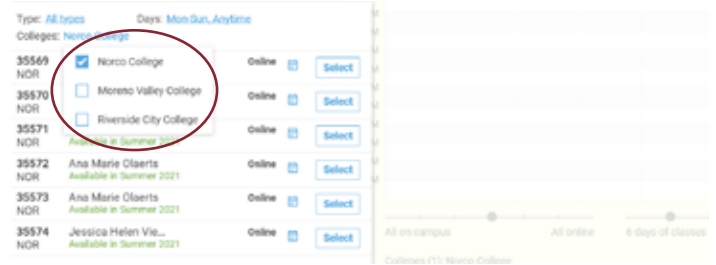 Type: All types Days: Mon-Sun, Anytime
Colleges: Norco College
35569 Online Select
NOR Norco College
35570 Online Select
NOR Moreno Valley College
35571 Riverside City College Online Select
NOR Available in Summer 2021
35572 Ana Marie Olaerts Online Select
NOR Available in Summer 2021
35573 Ana Marie Olaerts Online Select
NOR Available in Summer 2021
35574 Jessica Helen Vie... Online Select
NOR Available in Summer 2021
All on campus All online 6 days of classes
Colleges (1): Norco College